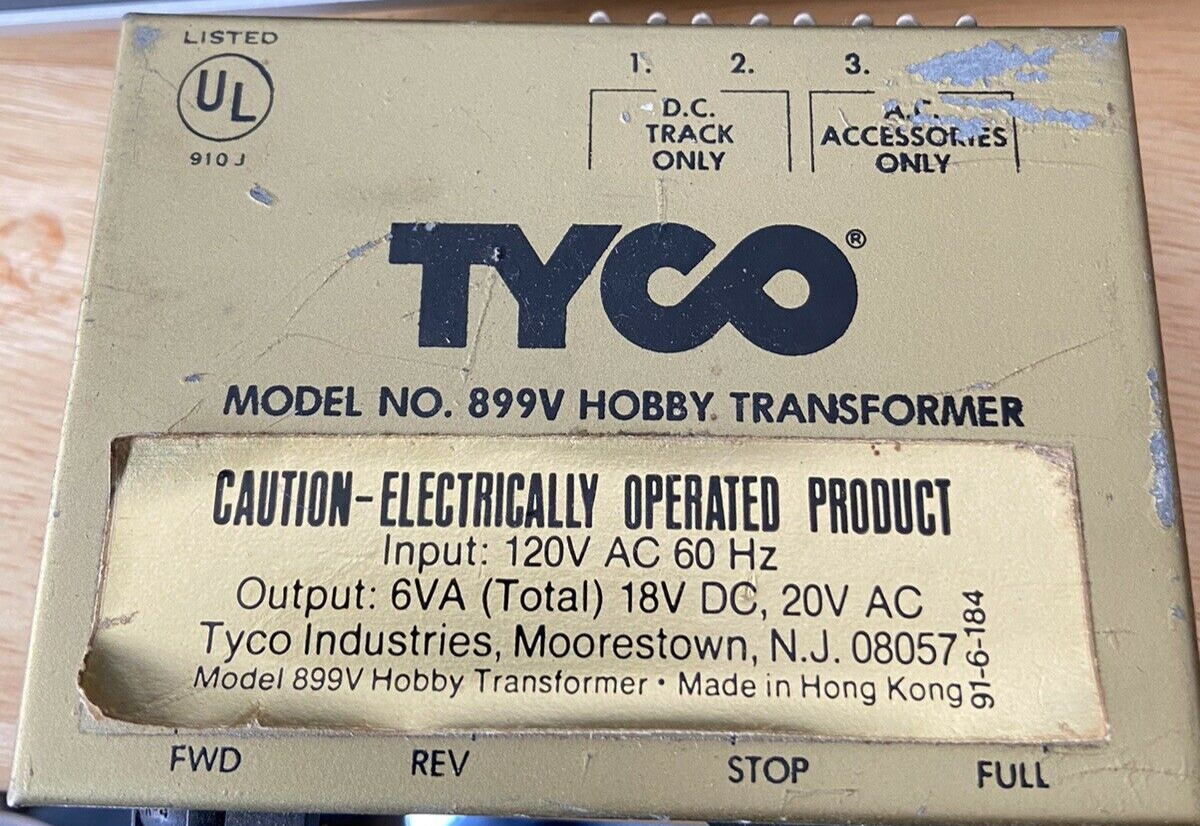 LISTED
UL
910 J
1. 2. 3.
D.C.
TRACK
ONLY
A.C.
ACCESSORIES
ONLY
TYCO®
MODEL NO. 899V HOBBY TRANSFORMER
CAUTION-ELECTRICALLY OPERATED PRODUCT
Input: 120V AC 60 Hz
Output: 6VA (Total) 18V DC, 20V AC
Tyco Industries, Moorestown, N.J. 08057
Model 899V Hobby Transformer • Made in Hong Kong
91-6-184
FWD REV STOP FULL